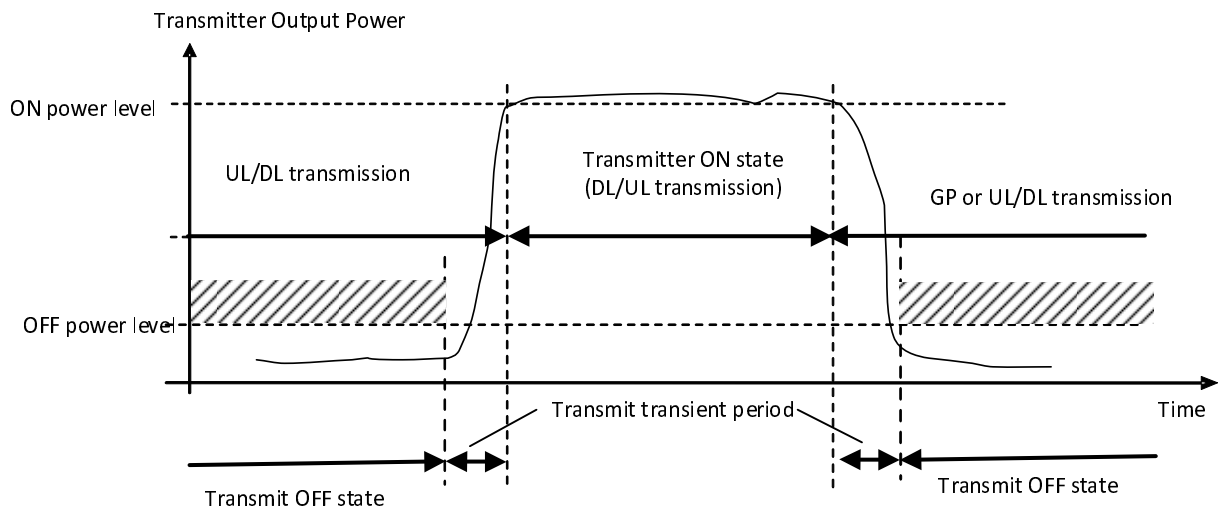 Transmitter Output Power
ON power level
UL/DL transmission
Transmitter ON state
(DL/UL transmission)
GP or UL/DL transmission
OFF power level
Transmit transient period
Time
Transmit OFF state
Transmit OFF state